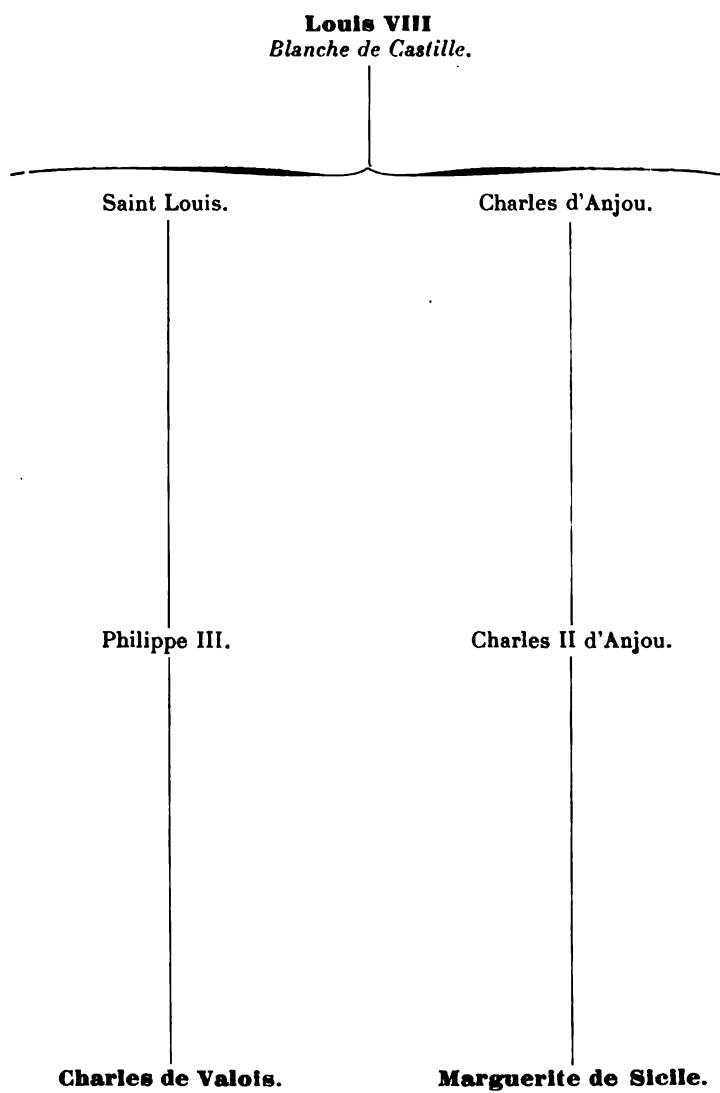 Louis VIII
Blanche de Castille.
Saint Louis. Charles d'Anjou.
Philippe III. Charles II d'Anjou.
Charles de Valois. Marguerite de Sicile.